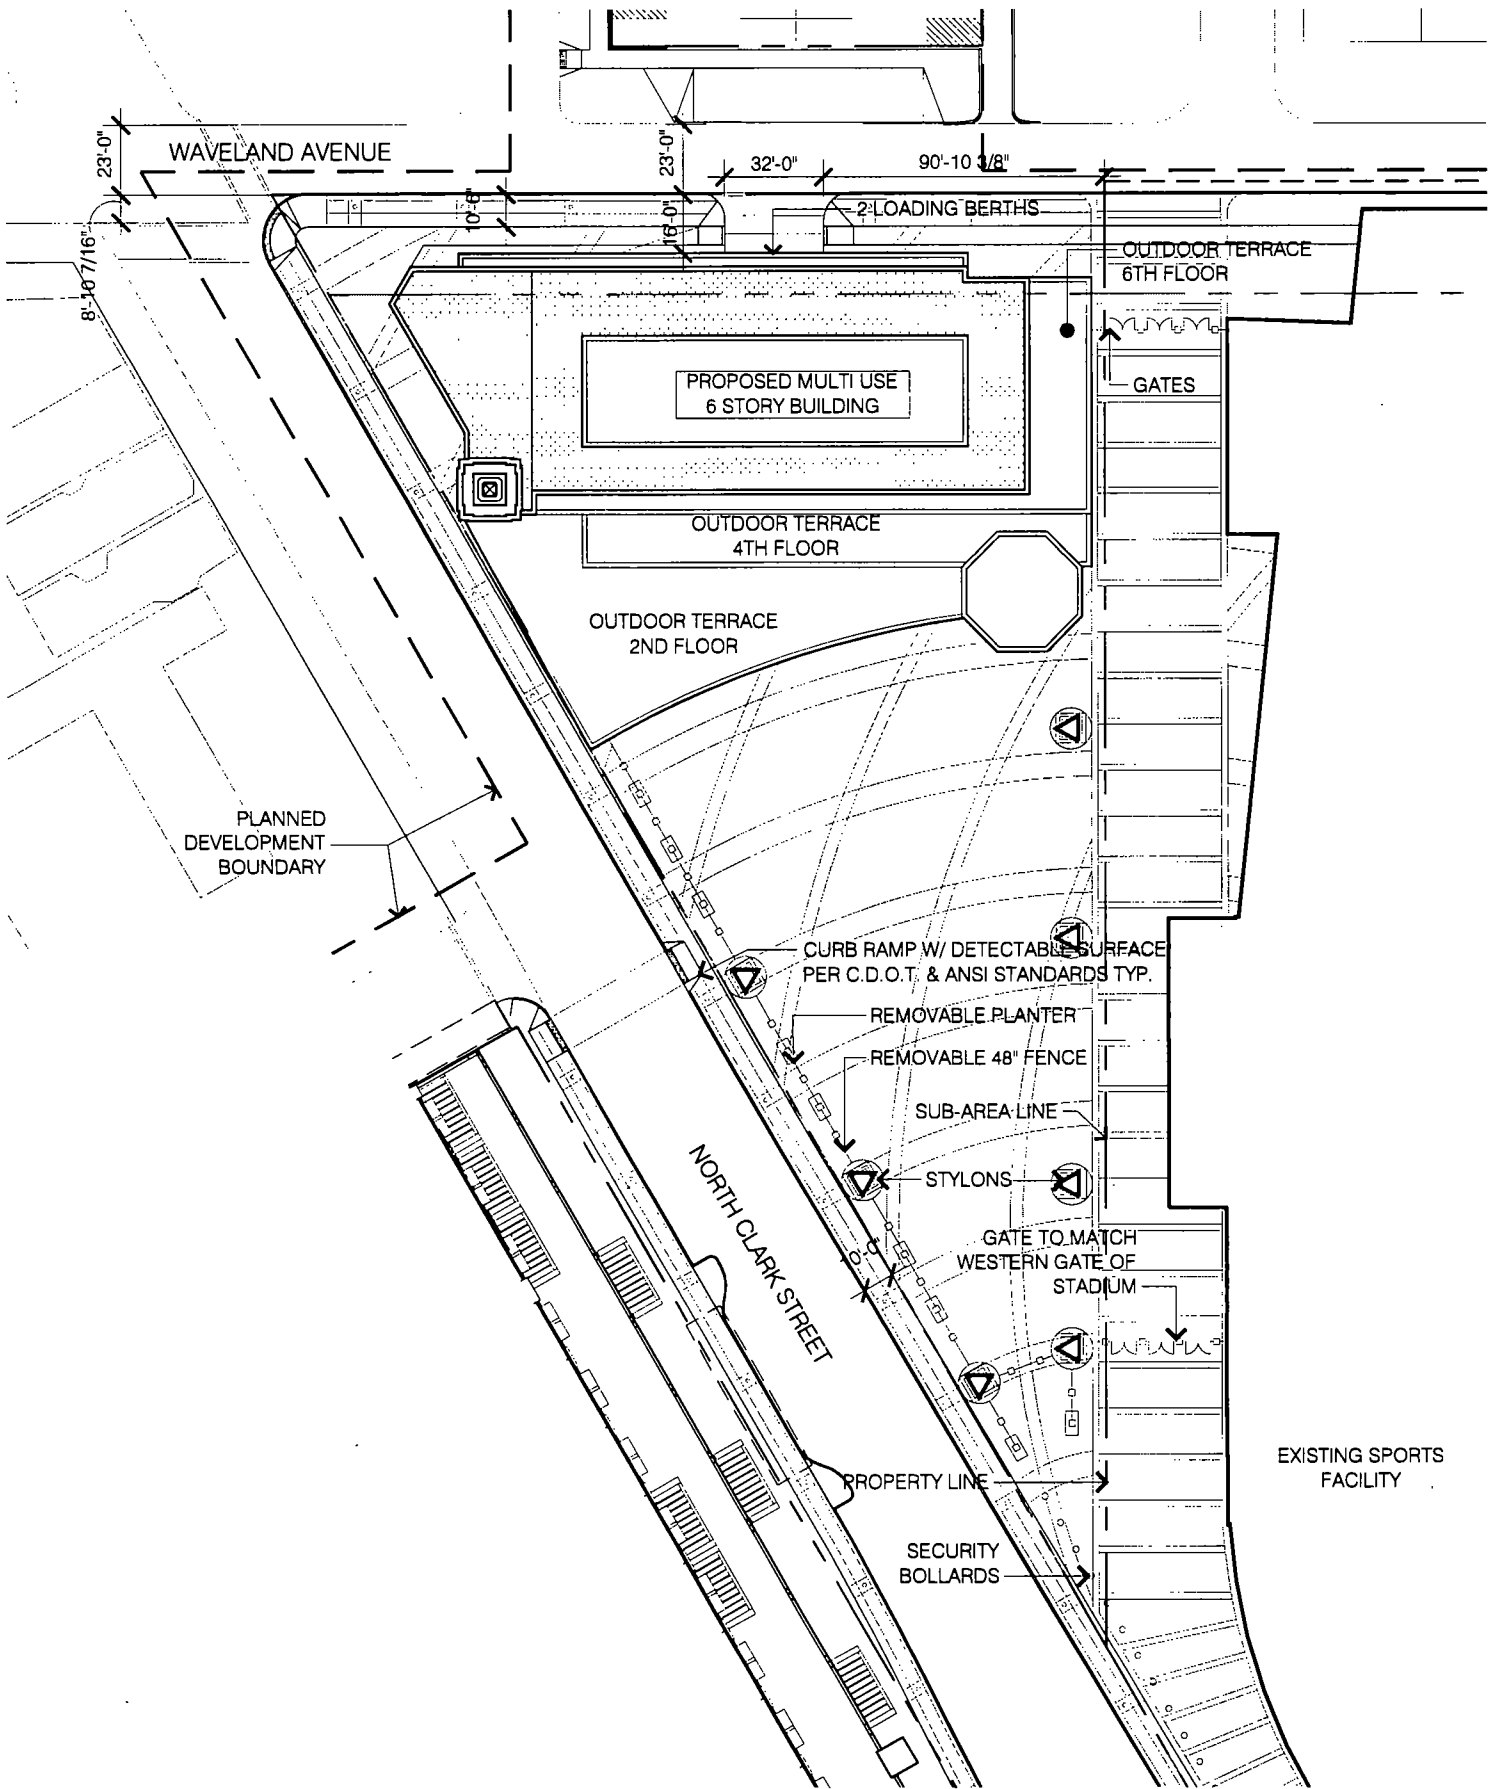 WAVELAND AVENUE
23'-0"
8'-10 7/16"
10'-6"
23'-0"
16'-0"
32'-0"
90'-10 3/8"
2 LOADING BERTHS
OUTDOOR TERRACE
6TH FLOOR
GATES
PROPOSED MULTI USE
6 STORY BUILDING
OUTDOOR TERRACE
4TH FLOOR
OUTDOOR TERRACE
2ND FLOOR
PLANNED
DEVELOPMENT
BOUNDARY
CURB RAMP W/ DETECTABLE SURFACE
PER C.D.O.T. & ANSI STANDARDS TYP.
REMOVABLE PLANTER
REMOVABLE 48" FENCE
SUB-AREA LINE
STYLONS
NORTH CLARK STREET
GATE TO MATCH
WESTERN GATE OF
STADIUM
PROPERTY LINE
EXISTING SPORTS
FACILITY
SECURITY
BOLLARDS